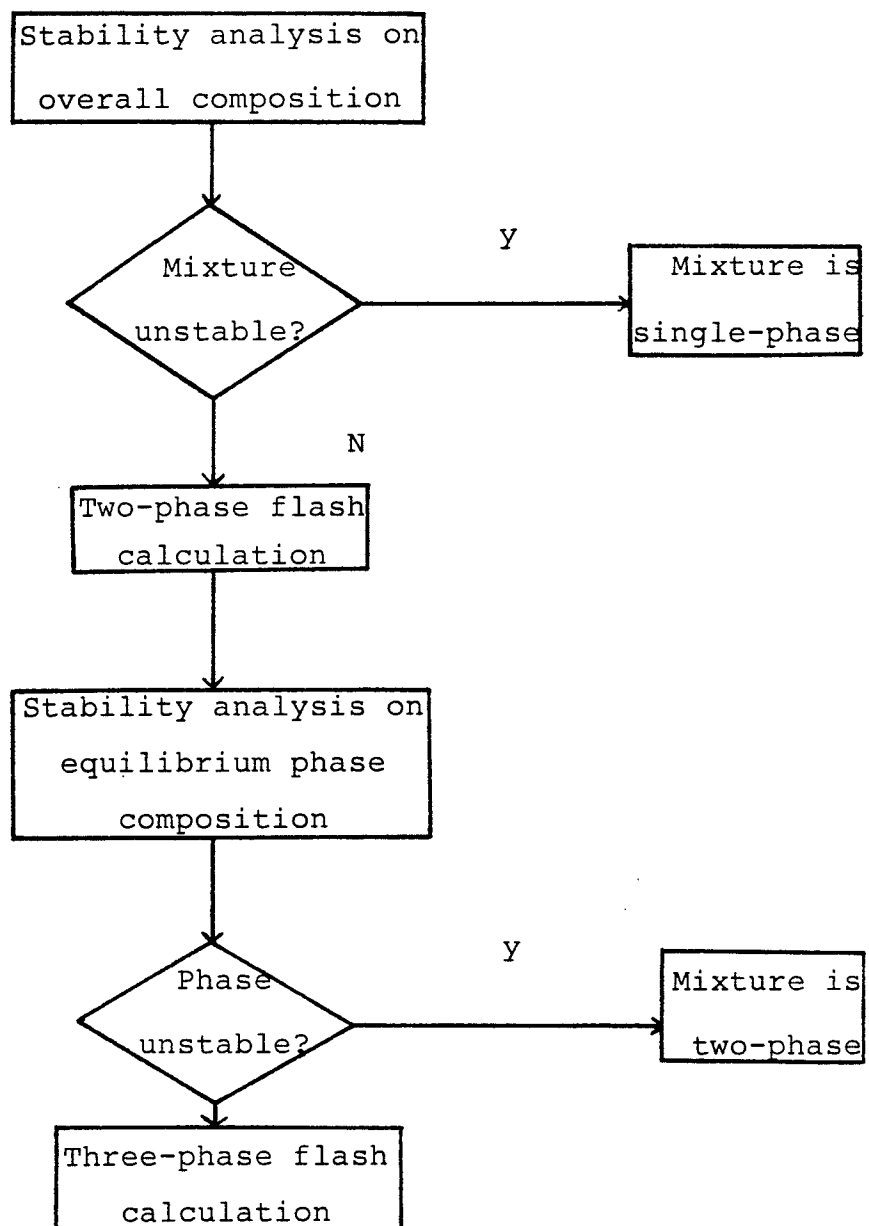 Stability analysis on
overall composition
Mixture
unstable?
y
Mixture is
single-phase
N
Two-phase flash
calculation
Stability analysis on
equilibrium phase
composition
Phase
unstable?
y
Mixture is
two-phase
Three-phase flash
calculation